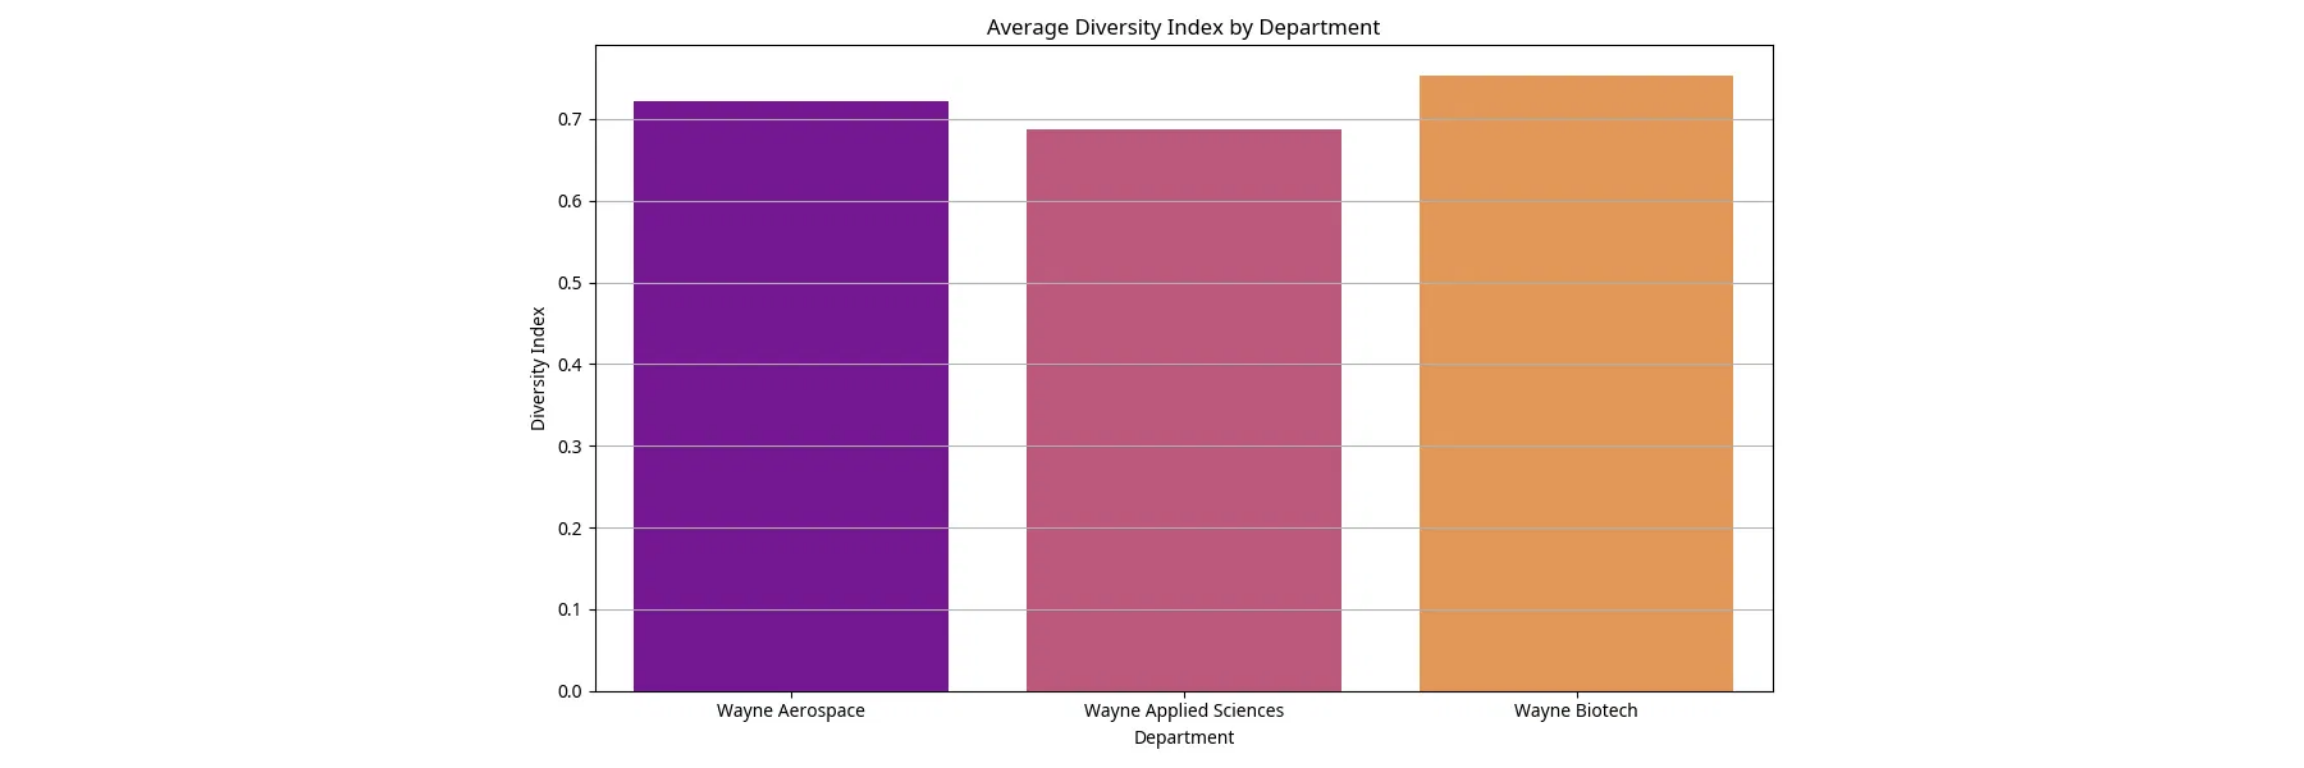 Average Diversity Index by Department
Diversity Index
0.7
0.6
0.5
0.4
0.3
0.2
0.1
0.0
Wayne Aerospace
Wayne Applied Sciences
Wayne Biotech
Department